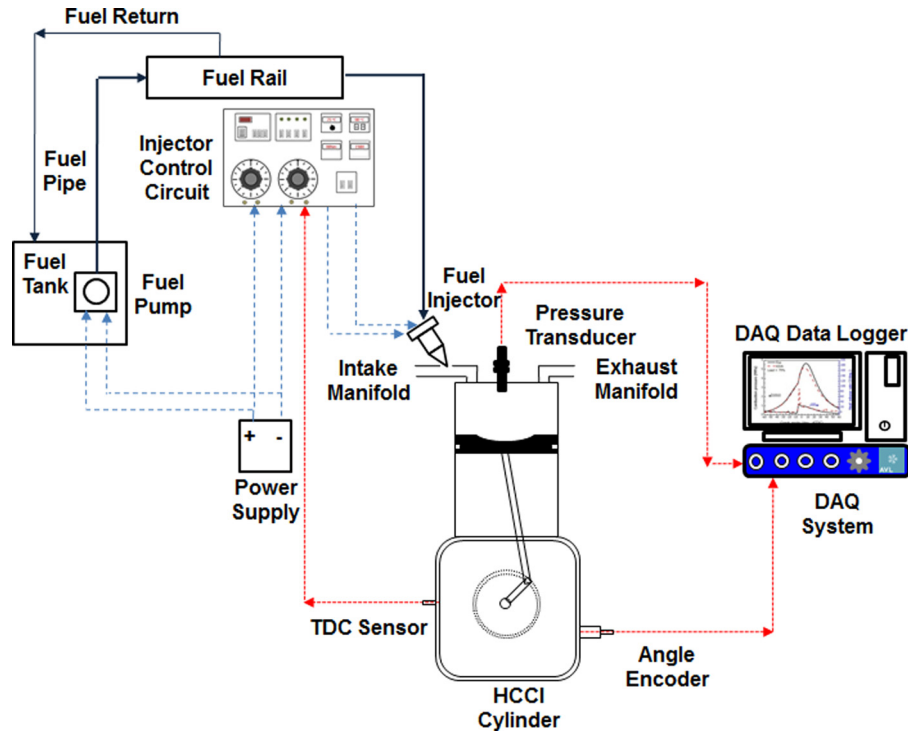 Fuel Return
Fuel Rail
Injector
Control
Circuit
Fuel
Pipe
Fuel
Tank
Fuel
Pump
Fuel
Injector
Pressure
Transducer
DAQ Data Logger
Intake
Manifold
Exhaust
Manifold
+ -
Power
Supply
AVL
DAQ
System
TDC Sensor
Angle
Encoder
HCCI
Cylinder